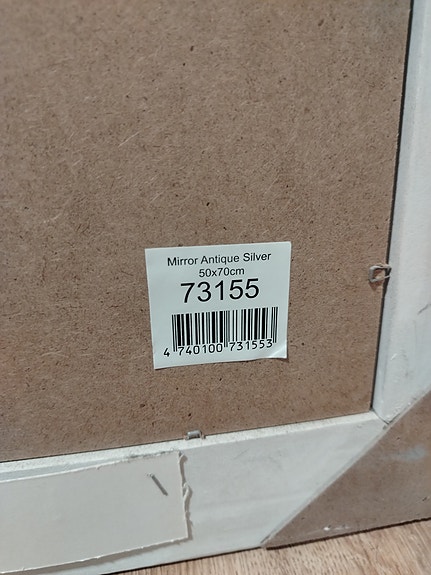 Mirror Antique Silver
50x70cm
73155
4 740100 731553